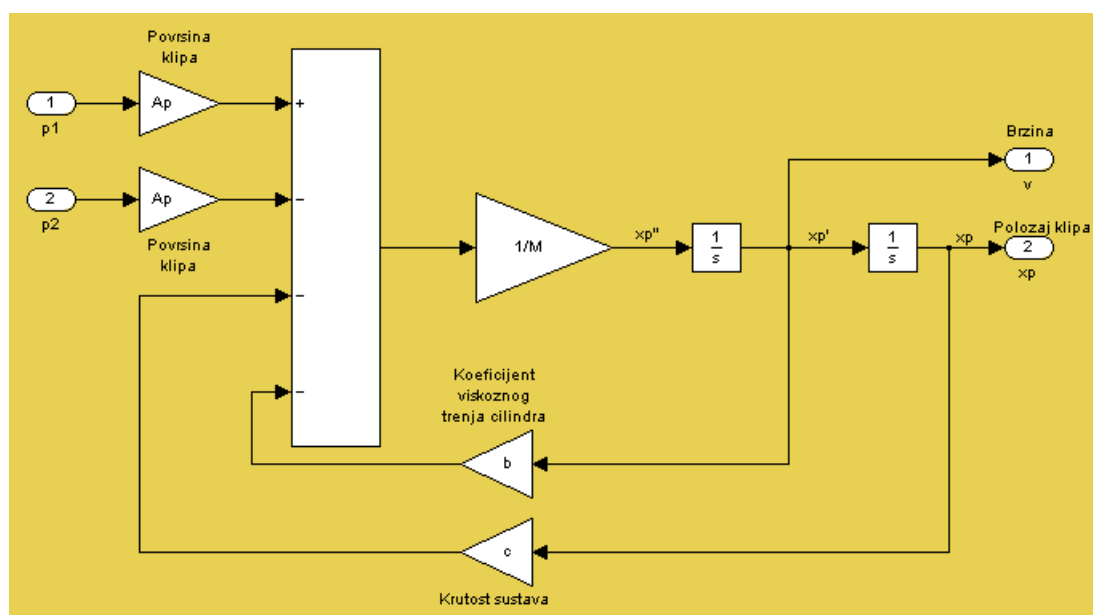 Povrsina
klipa
1
p1
Ap
+
2
p2
Ap
−
Povrsina
klipa
−
−
1/M
xp"
1
s
xp'
1
s
xp
Brzina
1
v
Polozaj klipa
2
xp
Koeficijent
viskoznog
trenja cilindra
b
c
Krutost sustava